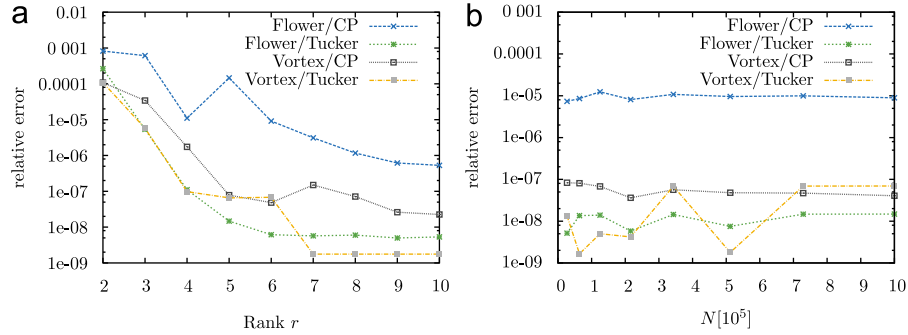 a
relative error
0 01
0 001
0.0001
1e-05
1e-06
1e-07
1e-08
1e-09
Flower/CP
Flower/Tucker
Vortex/CP
Vortex/Tucker
2 3 4 5 6 7 8 9 10
Rank r
b
relative error
0 01
0 001
0 0001
1e-05
1e-06
1e-07
1e-08
1e-09
Flower/CP
Flower/Tucker
Vortex/CP
Vortex/Tucker
0 1 2 3 4 5 6 7 8 9 10
N[10⁵]